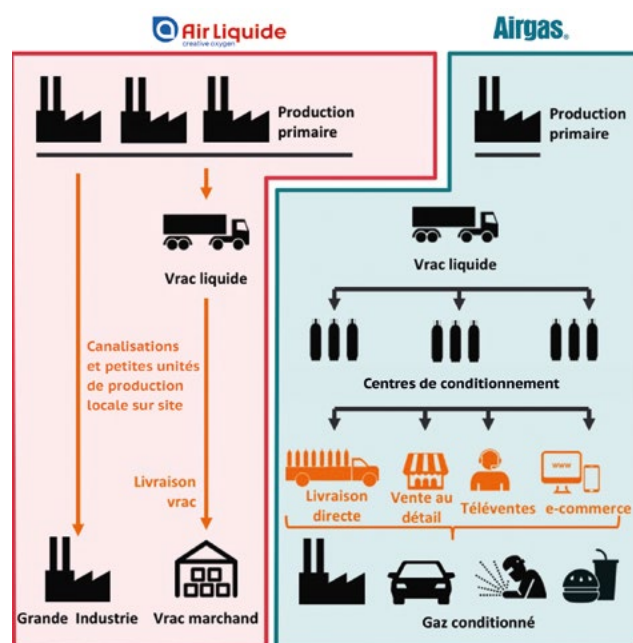 Air Liquide
creative oxygen
Airgas®
Production
primaire
Production
primaire
Vrac liquide
Vrac liquide
Canalisations
et petites unités
de production
locale sur site
Centres de conditionnement
Livraison
vrac
www
Livraison
directe
Vente au
détail
Téléventes
e-commerce
Grande Industrie
Vrac marchand
Gaz conditionné